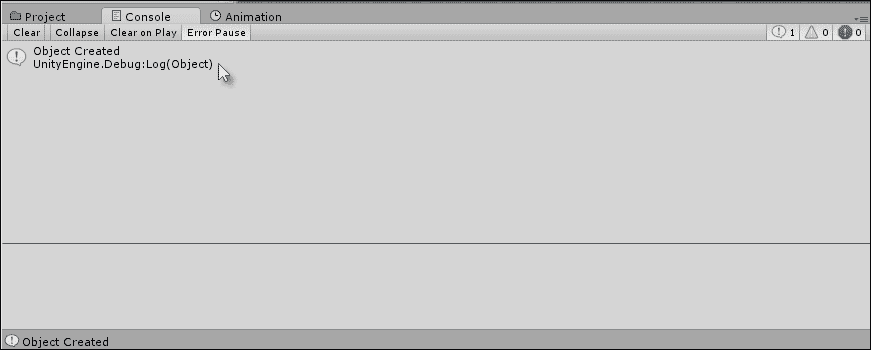 Project Console Animation
Clear Collapse Clear on Play Error Pause 1 0 0
Object Created
UnityEngine.Debug:Log(Object)
Object Created